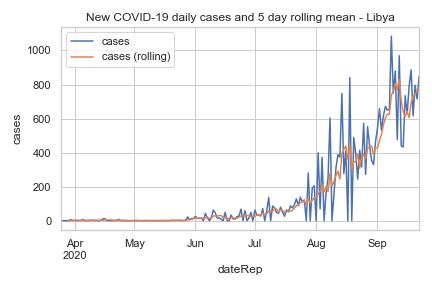 New COVID-19 daily cases and 5 day rolling mean - Libya
cases
cases (rolling)
cases
1000
800
600
400
200
0
Apr
2020
May
Jun
Jul
Aug
Sep
dateRep